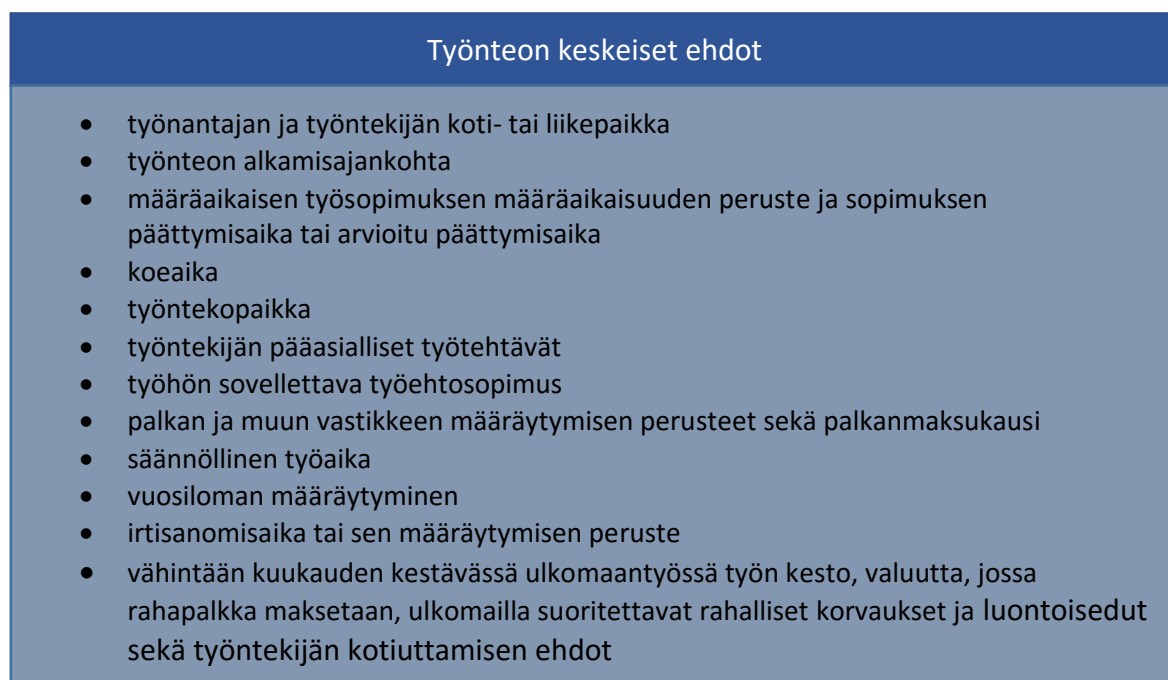 Työnteon keskeiset ehdot
• työnantajan ja työntekijän koti- tai liikepaikka
• työnteon alkamisajankohta
• määräaikaisen työsopimuksen määräaikaisuuden peruste ja sopimuksen
päättymisaika tai arvioitu päättymisaika
• koeaika
• työntekopaikka
• työntekijän pääasialliset työtehtävät
• työhön sovellettava työehtosopimus
• palkan ja muun vastikkeen määräytymisen perusteet sekä palkanmaksukausi
• säännöllinen työaika
• vuosiloman määräytyminen
• irtisanomisaika tai sen määräytymisen peruste
• vähintään kuukauden kestävässä ulkomaantyössä työn kesto, valuutta, jossa
rahapalkka maksetaan, ulkomailla suoritettavat rahalliset korvaukset ja luontoisedut
sekä työntekijän kotiuttamisen ehdot